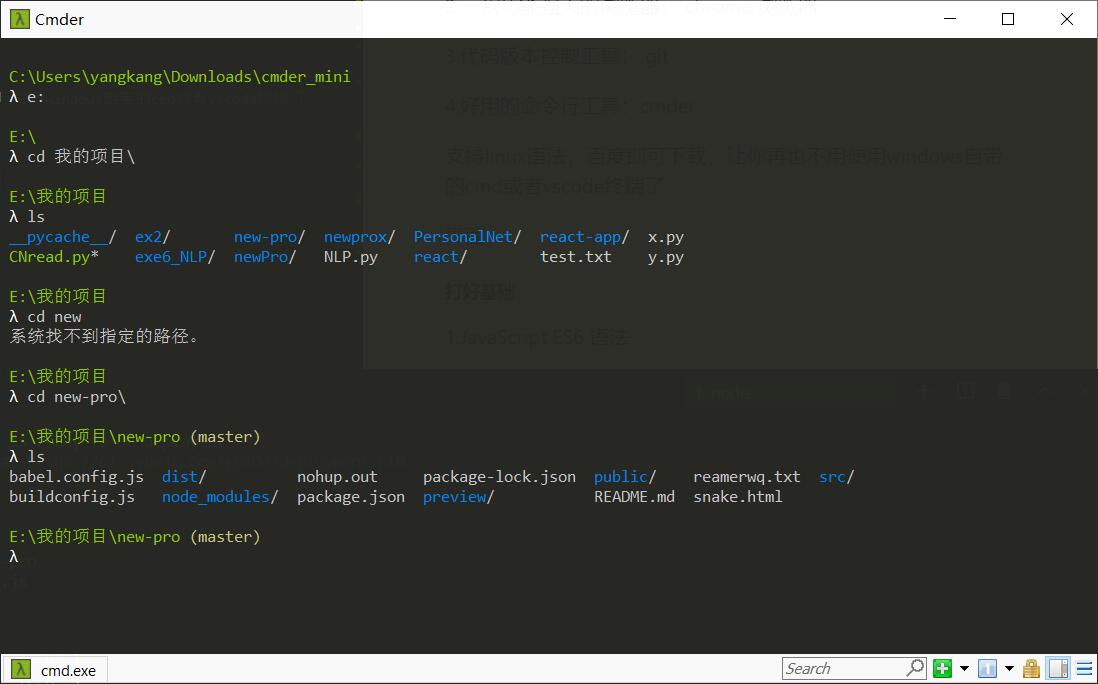 Cmder
3.代码版本控制工具：git
4.好用的命令行工具：cmder
支持linux语法，百度即可下载，让你再也不用使用windows自带
的cmd或者vscode终端了
打好基础
1.JavaScript ES6 语法
1: node
C:\Users\yangkang\Downloads\cmder_mini
λ e:
E:\
λ cd 我的项目\
E:\我的项目
λ ls
__pycache__/ ex2/ new-pro/ newprox/ PersonalNet/ react-app/ x.py
CNread.py* exe6_NLP/ newPro/ NLP.py react/ test.txt y.py
E:\我的项目
λ cd new
系统找不到指定的路径。
E:\我的项目
λ cd new-pro\
E:\我的项目\new-pro (master)
λ ls
babel.config.js dist/ nohup.out package-lock.json public/ reamerwq.txt src/
buildconfig.js node_modules/ package.json preview/ README.md snake.html
E:\我的项目\new-pro (master)
λ
cmd.exe
Search